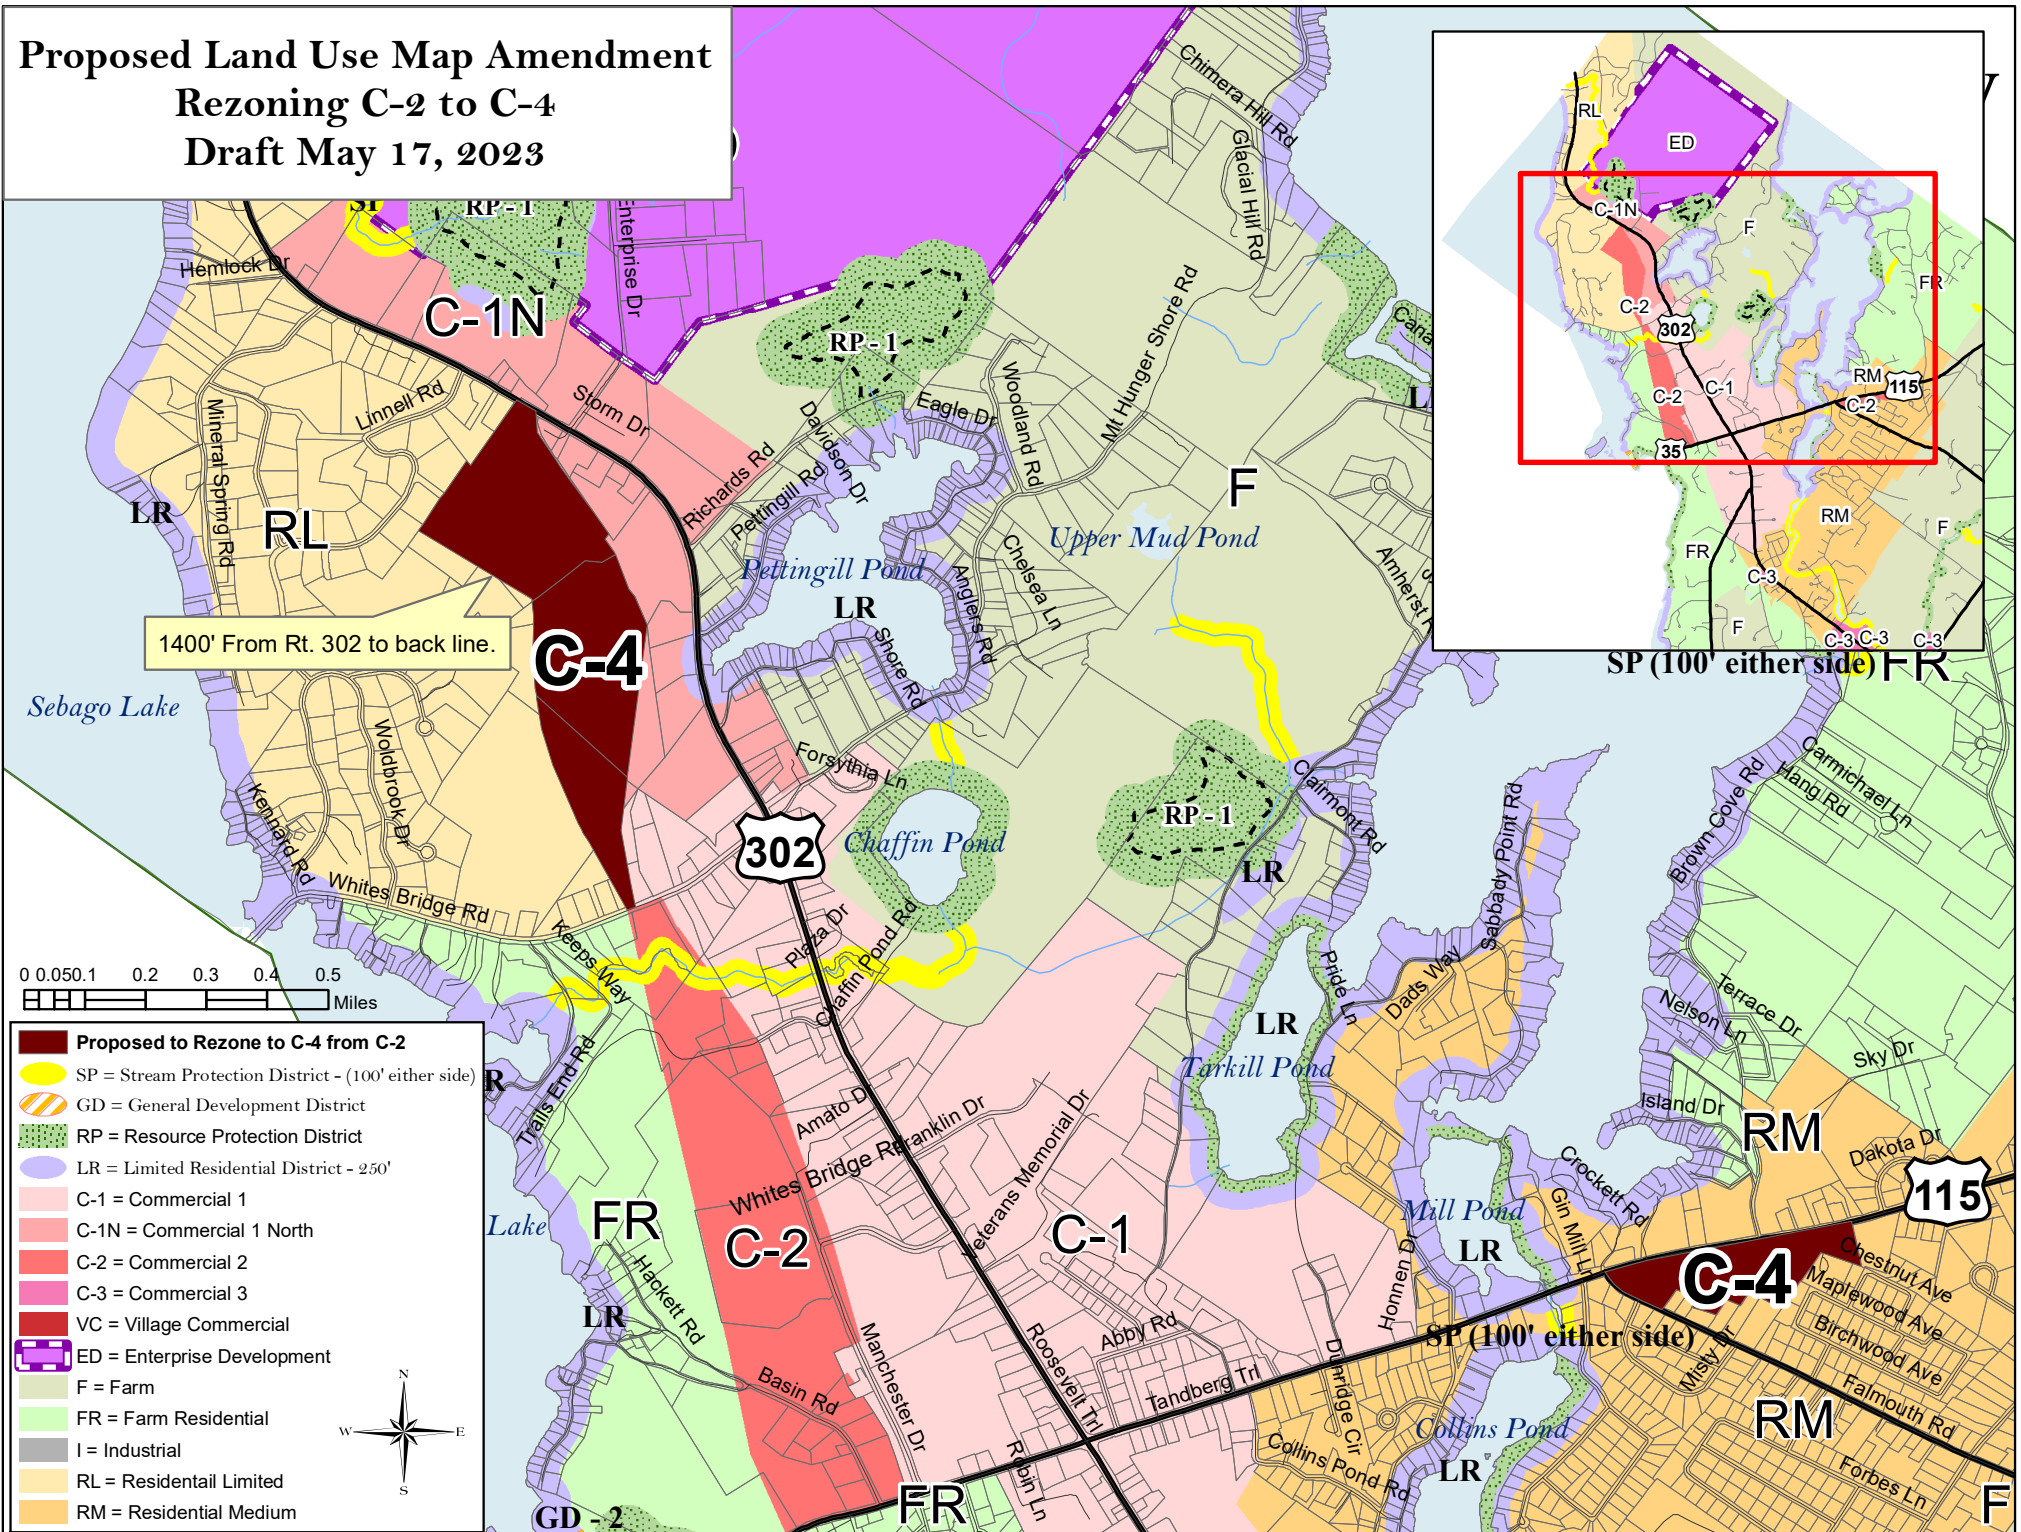 Proposed Land Use Map Amendment
Rezoning C-2 to C-4
Draft May 17, 2023
Chimera Hill Rd
Glacial Hill Rd
RL
ED
C-1N
F
FR
C-2
302
C-1
RM
115
C-2
C-2
35
RM
F
FR
C-3
F
C-3
C-3
C-3
SP
RP - 1
Enterprise Dr
Hemlock Dr
C-1N
RP - 1
Mt Hunger Shore Rd
Storm Dr
Linnell Rd
Mineral Spring Rd
Woodland Rd
Eagle Dr
Davidson Dr
Richards Rd
Pettingill Rd
F
LR
RL
Upper Mud Pond
Chelsea Ln
Pettingill Pond
LR
Anglers Rd
Shore Rd
1400' From Rt. 302 to back line.
C-4
SP (100' either side)
FR
Sebago Lake
Woldbrook Dr
Forsythia Ln
Kenhard Rd
302
Chaffin Pond
RP - 1
Clairmont Rd
LR
Sabbady Point Rd
Brown Cove Rd
Carmichael Ln
Hang Rd
Whites Bridge Rd
Keeps Way
Plaza Dr
Chaffin Pond Rd
Pride Ln
Dads Way
Terrace Dr
Nelson Ln
Sky Dr
LR
Tarkill Pond
0 0.050.1 0.2 0.3 0.4 0.5
Miles
Proposed to Rezone to C-4 from C-2
SP = Stream Protection District - (100' either side)
GD = General Development District
RP = Resource Protection District
LR = Limited Residential District - 250'
C-1 = Commercial 1
C-1N = Commercial 1 North
C-2 = Commercial 2
C-3 = Commercial 3
VC = Village Commercial
ED = Enterprise Development
F = Farm
FR = Farm Residential
I = Industrial
RL = Residentail Limited
RM = Residential Medium
N
W
E
S
R
Trails End Rd
Amato Dr
Franklin Dr
Whites Bridge Rd
Veterans Memorial Dr
Island Dr
RM
Dakota Dr
115
Crockett Rd
Gin Mill Ln
Mill Pond
LR
Lake
FR
C-2
C-1
Hackett Rd
LR
Honnen Dr
C-4
Chestnut Ave
Maplewood Ave
Birchwood Ave
SP (100' either side)
Misty Dr
Falmouth Rd
Abby Rd
Roosevelt Trl
Tandberg Trl
Dunridge Cir
Manchester Dr
Basin Rd
Collins Pond
Collins Pond Rd
LR
RM
Forbes Ln
Robin Ln
FR
GD - 2
F